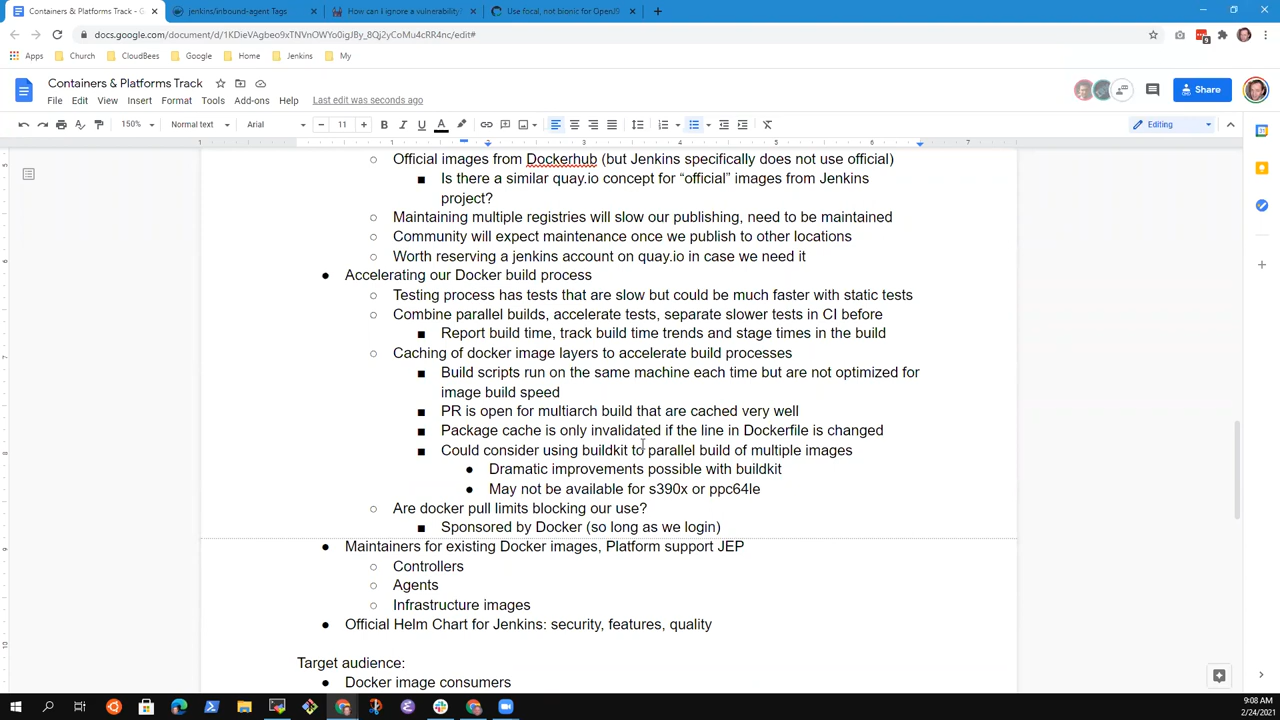 Containers & Platforms Track - G
jenkins/inbound-agent Tags
How can i ignore a vulnerability
Use focal, not bionic for OpenJS
docs.google.com/document/d/1KDieVAgbeo9xTNVnOWYo0igJBy_8Qj2yCoMu4cRR4nc/edit#
9
Apps
Church
CloudBees
Google
Home
Jenkins
My
Containers & Platforms Track
File Edit View Insert Format Tools Add-ons Help Last edit was seconds ago
Share
150% Normal text Arial 11 B I U A
Editing
1 1 2 3 4 5 6 7
Official images from Dockerhub (but Jenkins specifically does not use official)
Is there a similar quay.io concept for “official” images from Jenkins
project?
Maintaining multiple registries will slow our publishing, need to be maintained
Community will expect maintenance once we publish to other locations
Worth reserving a jenkins account on quay.io in case we need it
Accelerating our Docker build process
Testing process has tests that are slow but could be much faster with static tests
Combine parallel builds, accelerate tests, separate slower tests in CI before
Report build time, track build time trends and stage times in the build
Caching of docker image layers to accelerate build processes
Build scripts run on the same machine each time but are not optimized for
image build speed
PR is open for multiarch build that are cached very well
Package cache is only invalidated if the line in Dockerfile is changed
Could consider using buildkit to parallel build of multiple images
Dramatic improvements possible with buildkit
May not be available for s390x or ppc64le
Are docker pull limits blocking our use?
Sponsored by Docker (so long as we login)
Maintainers for existing Docker images, Platform support JEP
Controllers
Agents
Infrastructure images
Official Helm Chart for Jenkins: security, features, quality
Target audience:
Docker image consumers
9:08 AM
2/24/2021